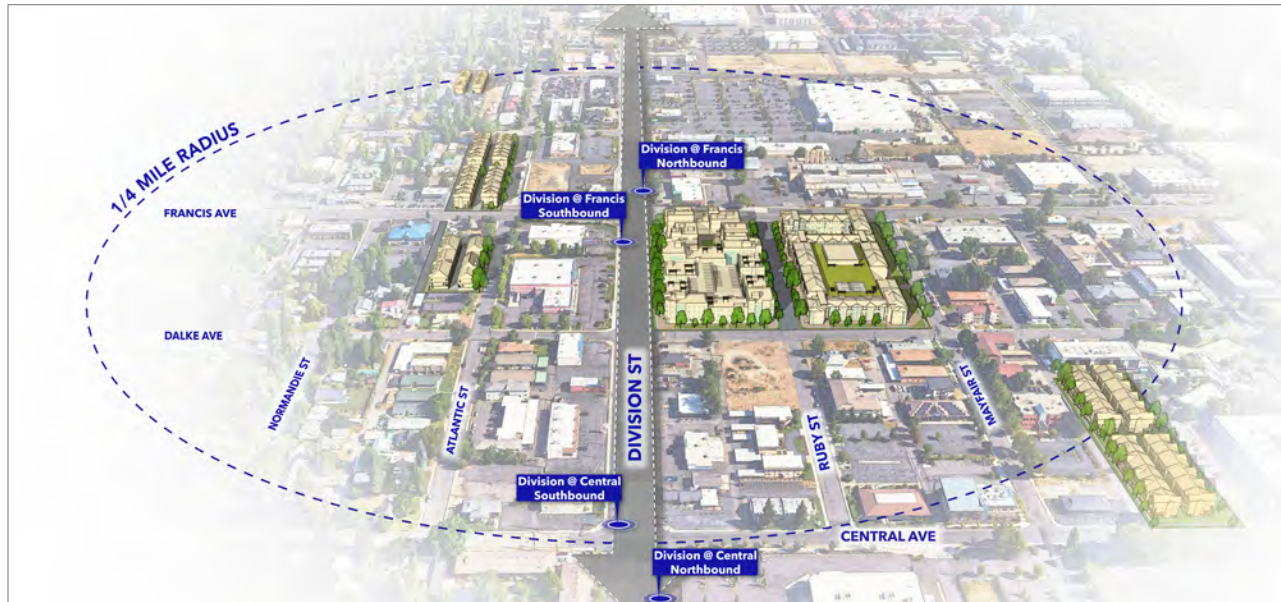 1/4 MILE RADIUS
Division @ Francis
Northbound
FRANCIS AVE
Division @ Francis
Southbound
DALKE AVE
NORMANDIE ST
ATLANTIC ST
DIVISION ST
RUBY ST
MAYFAIR ST
Division @ Central
Southbound
CENTRAL AVE
Division @ Central
Northbound